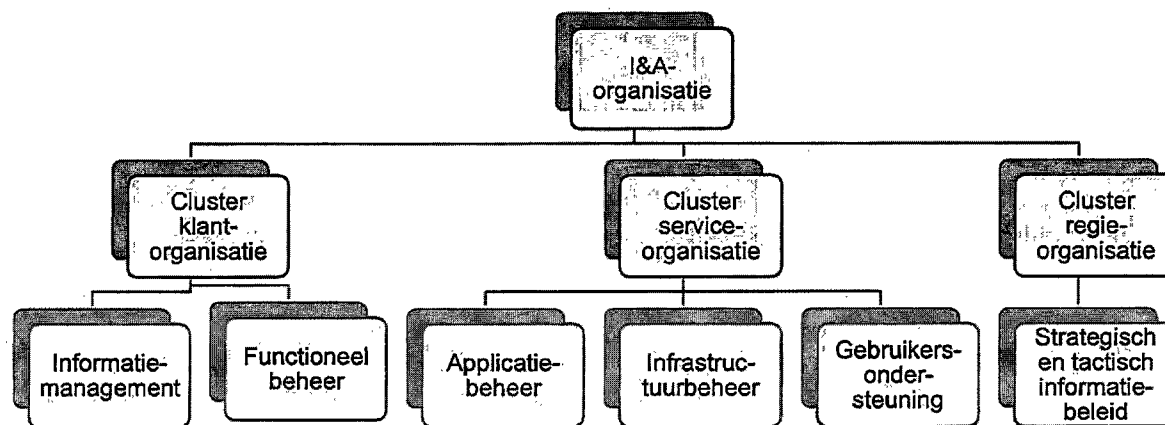 I&A-
organisatie
Cluster
klant-
organisatie
Cluster
service-
organisatie
Cluster
regie-
organisatie
Informatie-
management
Functioneel
beheer
Applicatie-
beheer
Infrastruc-
tuurbeheer
Gebruikers-
onder-
steuning
Strategisch
en tactisch
informatie-
beleid